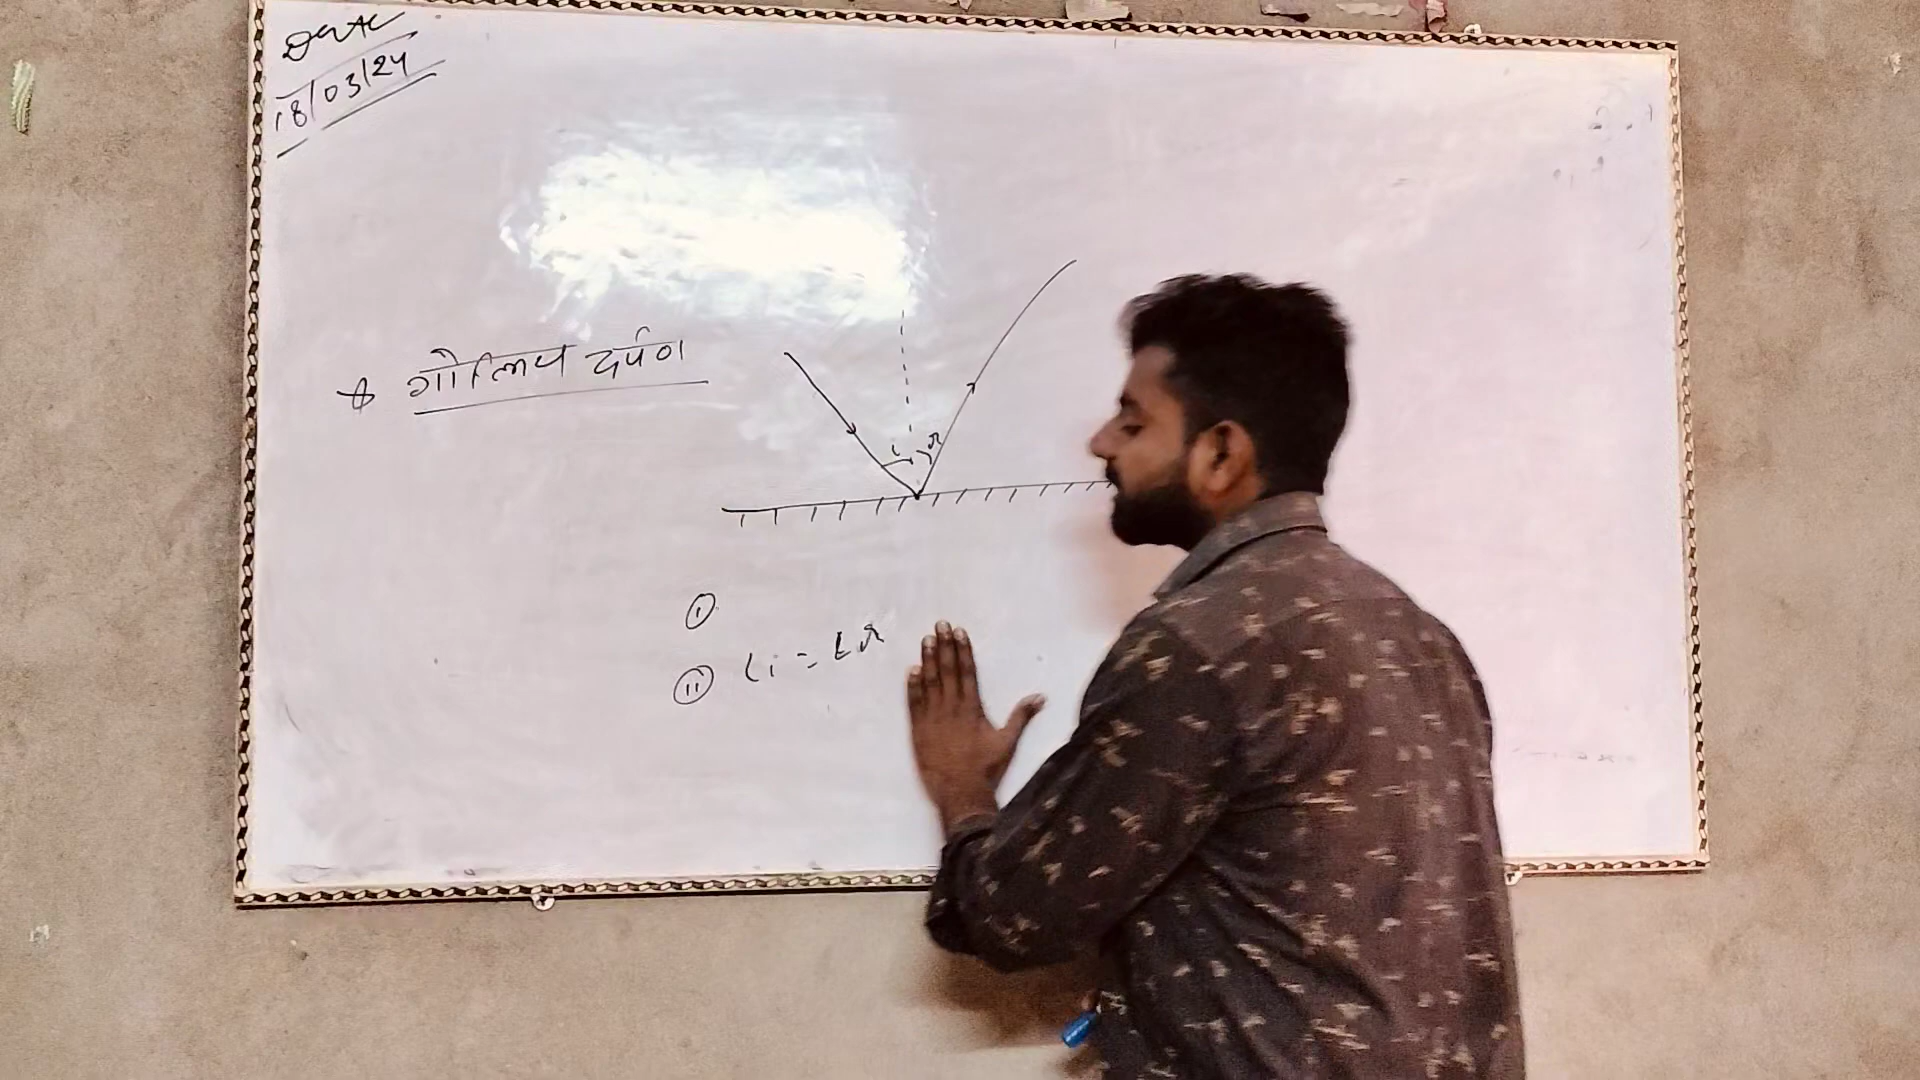 Date
18/03/24
* गोलिय दर्पण
i r
(i)
(ii) ∠i = ∠r